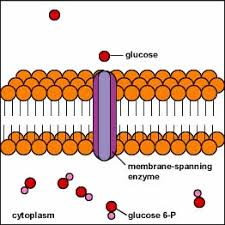 glucose
membrane-spanning
enzyme
cytoplasm
glucose 6-P